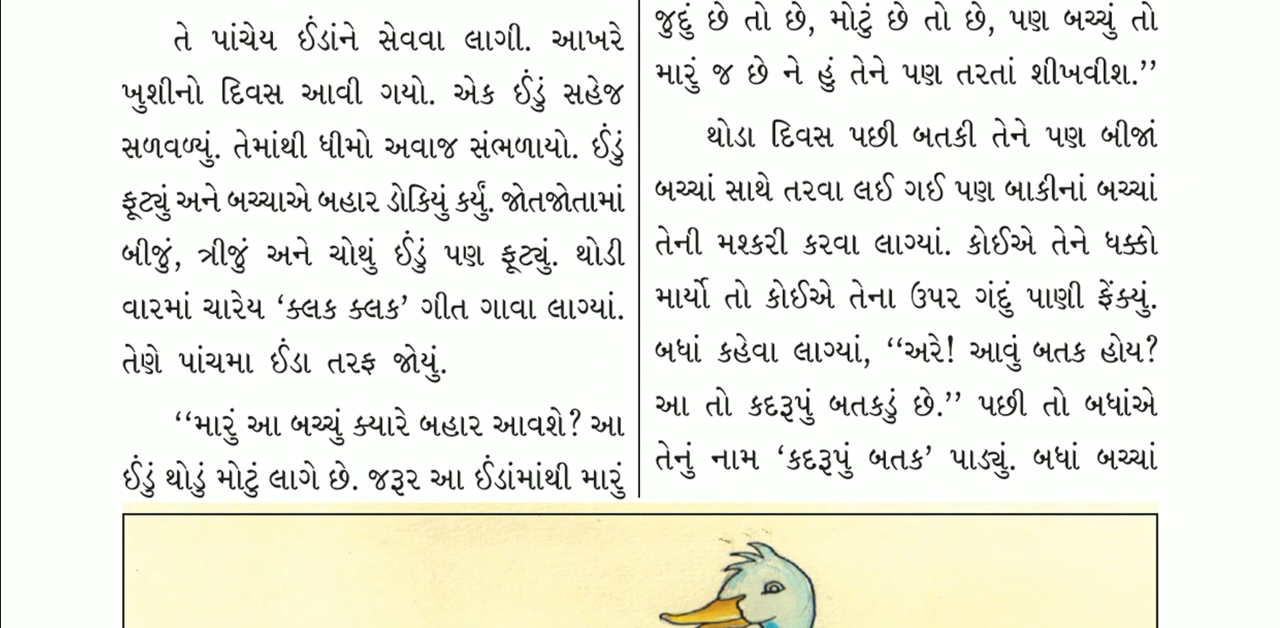 તે પાંચેય ઈંડાંને સેવવા લાગી. આખરે
ખુશીનો દિવસ આવી ગયો. એક ઈંડું સહેજ
સળવળ્યું. તેમાંથી ધીમો અવાજ સંભળાયો. ઈંડું
ફૂટ્યું અને બચ્ચાએ બહાર ડોકિયું કર્યું. જોતજોતામાં
બીજું, ત્રીજું અને ચોથું ઈંડું પણ ફૂટ્યું. થોડી
વારમાં ચારેય ‘ક્લક ક્લક’ ગીત ગાવા લાગ્યાં.
તેણે પાંચમા ઈંડા તરફ જોયું.
“મારું આ બચ્ચું ક્યારે બહાર આવશે? આ
ઈંડું થોડું મોટું લાગે છે. જરૂર આ ઈંડાંમાંથી મારું
જુદું છે તો છે, મોટું છે તો છે, પણ બચ્ચું તો
મારું જ છે ને હું તેને પણ તરતાં શીખવીશ.”
થોડા દિવસ પછી બતકી તેને પણ બીજાં
બચ્ચાં સાથે તરવા લઈ ગઈ પણ બાકીનાં બચ્ચાં
તેની મશ્કરી કરવા લાગ્યાં. કોઈએ તેને ધક્કો
માર્યો તો કોઈએ તેના ઉપર ગંદું પાણી ફેંક્યું.
બધાં કહેવા લાગ્યાં, “અરે! આવું બતક હોય?
આ તો કદરૂપું બતકડું છે.” પછી તો બધાંએ
તેનું નામ ‘કદરૂપું બતક’ પાડ્યું. બધાં બચ્ચાં